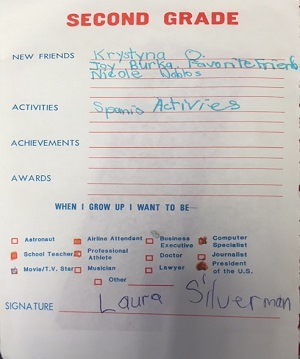 SECOND GRADE
NEW FRIENDS Krystyna O.
Joy Burka Favorite Friend
Nicole Woblos
ACTIVITIES Spanis Activies
ACHIEVEMENTS
AWARDS
WHEN I GROW UP I WANT TO BE—
Astronaut Airline Attendant Business Executive Computer Specialist
School Teacher Professional Athlete Doctor Journalist
Movie/T.V. Star Musician Lawyer President of the U.S.
Other
SIGNATURE Laura Silverman